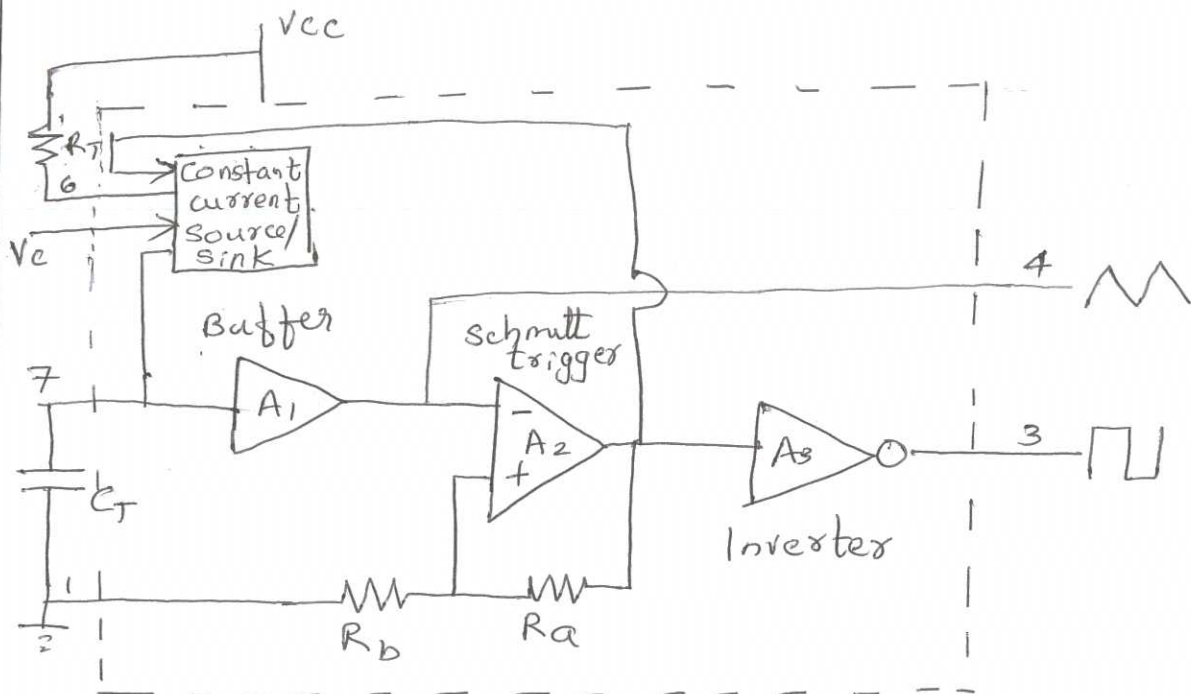 VCC
RT
6
Constant
current
source/
sink
Vc
4
Buffer
Schmitt
trigger
7
A1
-
A2
+
A3
3
CT
Inverter
1
Rb
Ra